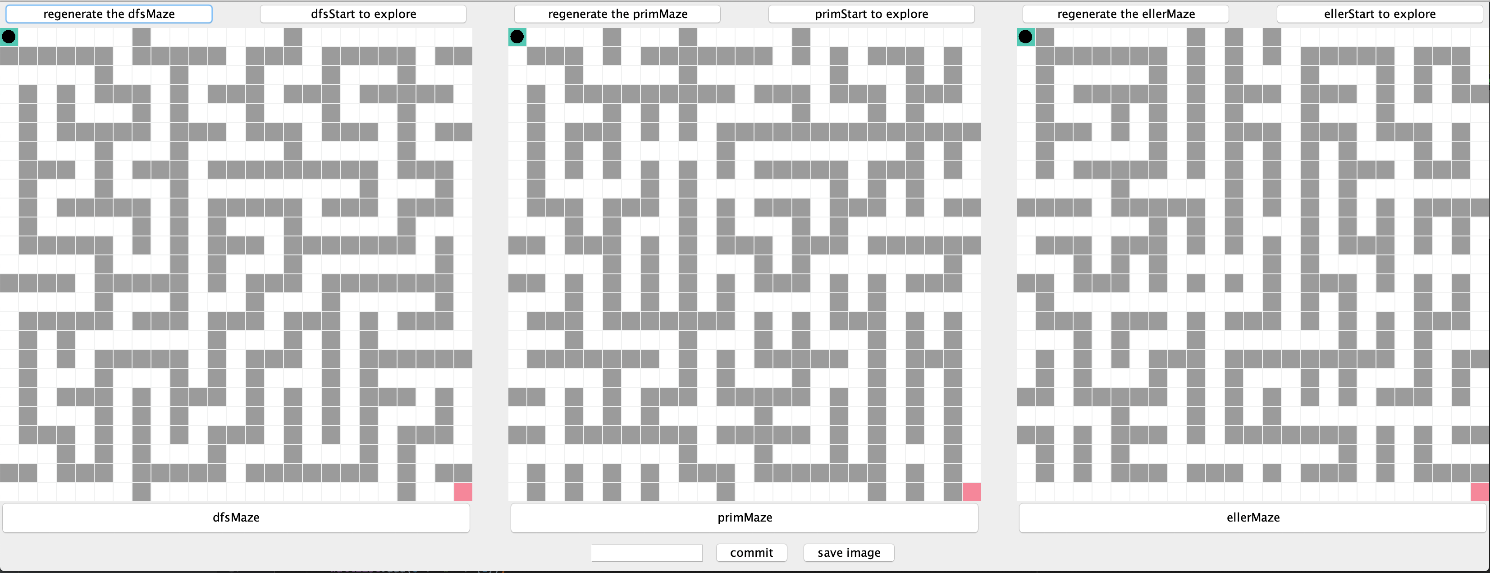 regenerate the dfsMaze dfsStart to explore regenerate the primMaze primStart to explore regenerate the ellerMaze ellerStart to explore
dfsMaze primMaze ellerMaze
commit save image